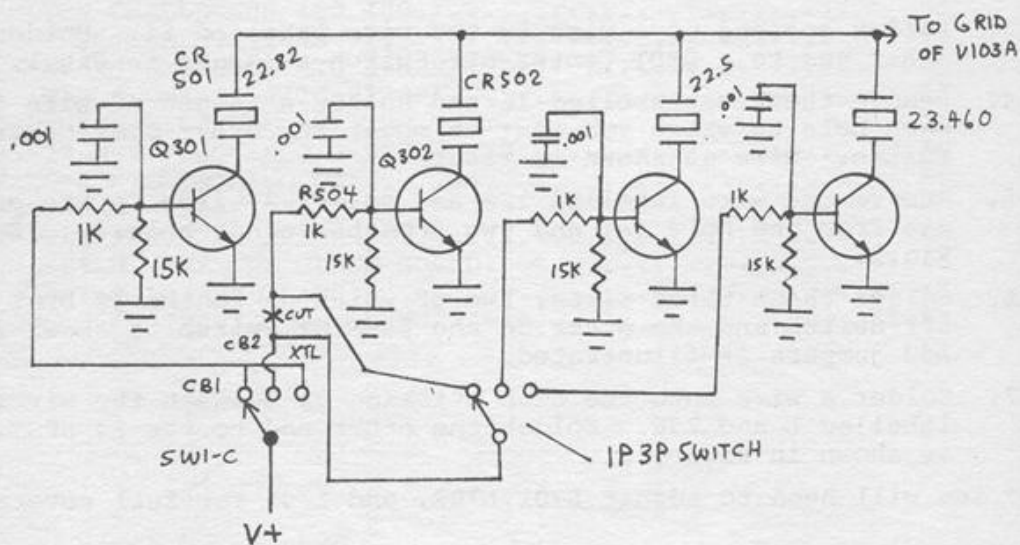 TO GRID
OF V103A
CR
501
22.82
CR502
22.5
23.460
.001
.001
.001
.001
Q301
Q302
R504
1K
1K
1K
1K
15K
15K
15K
15K
CUT
CB2
XTL
CB1
SW1-C
1P3P SWITCH
V+